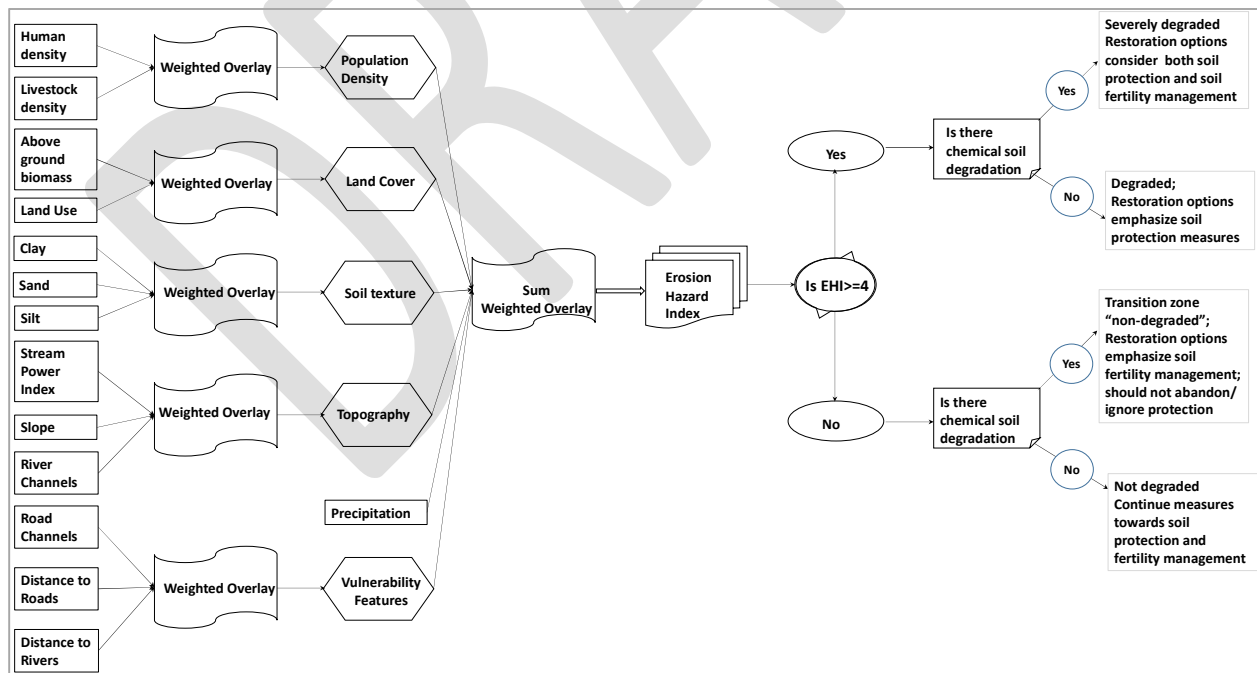 Human
density
Livestock
density
Above
ground
biomass
Land Use
Clay
Sand
Silt
Stream
Power
Index
Slope
River
Channels
Road
Channels
Distance to
Roads
Distance to
Rivers
Weighted Overlay
Weighted Overlay
Weighted Overlay
Weighted Overlay
Weighted Overlay
Population
Density
Land Cover
Soil texture
Topography
Precipitation
Vulnerability
Features
Sum
Weighted Overlay
Erosion
Hazard
Index
Is EHI>=4
Yes
No
Is there
chemical soil
degradation
Yes
No
Is there
chemical soil
degradation
Yes
No
Severely degraded
Restoration options
consider both soil
protection and soil
fertility management
Degraded;
Restoration options
emphasize soil
protection measures
Transition zone
“non-degraded”;
Restoration options
emphasize soil
fertility management;
should not abandon/
ignore protection
Not degraded
Continue measures
towards soil
protection and
fertility management
DRA